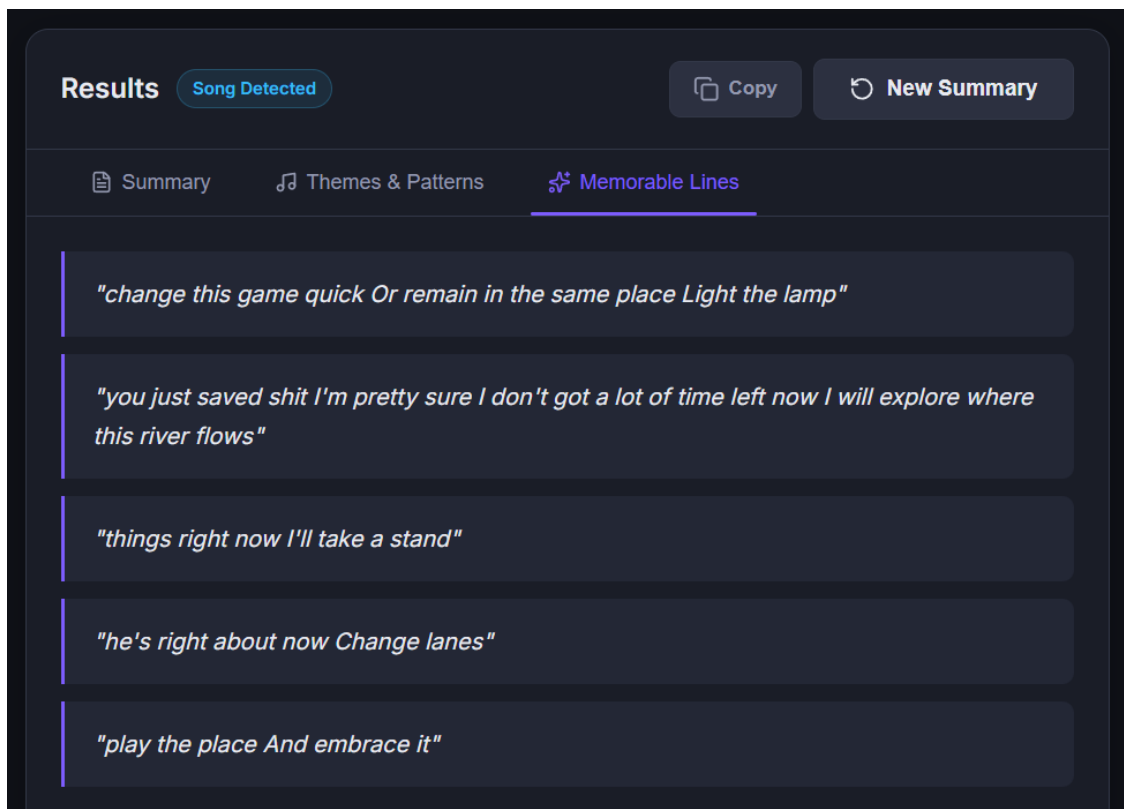 Results
Song Detected
Copy
New Summary
Summary
Themes & Patterns
Memorable Lines
"change this game quick Or remain in the same place Light the lamp"
"you just saved shit I'm pretty sure I don't got a lot of time left now I will explore where
this river flows"
"things right now I'll take a stand"
"he's right about now Change lanes"
"play the place And embrace it"